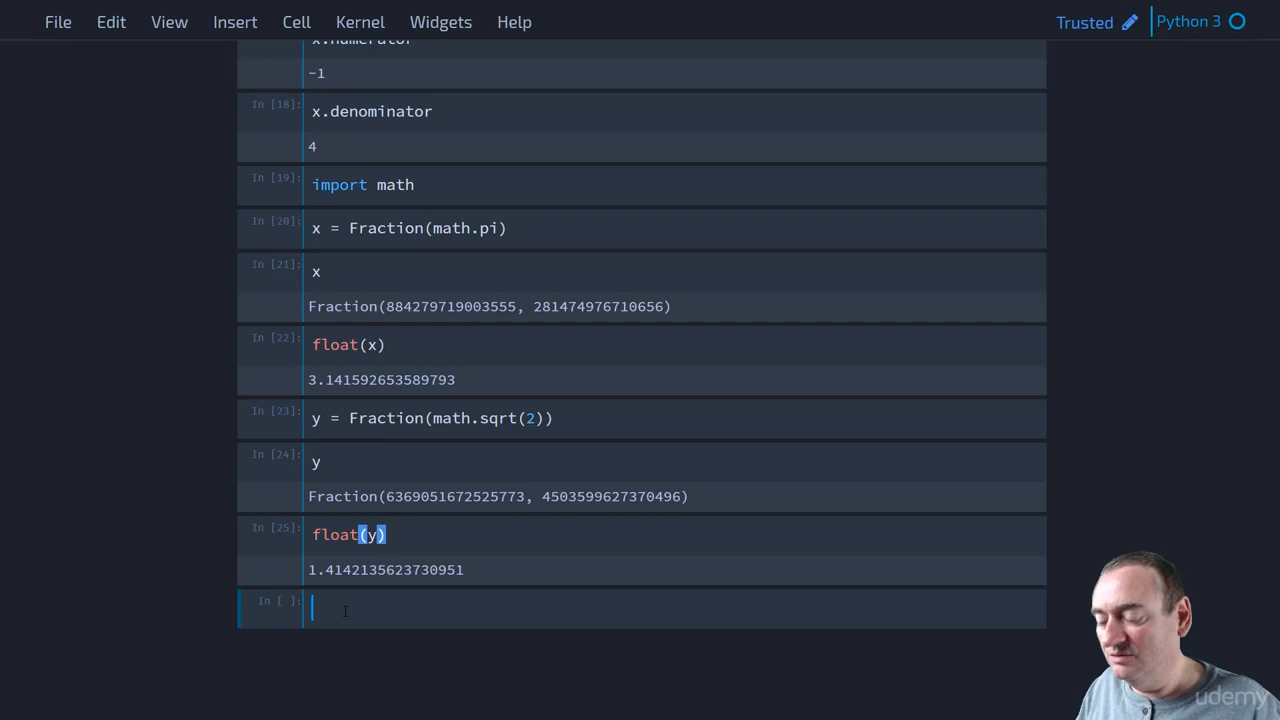 File Edit View Insert Cell Kernel Widgets Help Trusted Python 3
x.numerator
-1
In [18]: x.denominator
4
In [19]: import math
In [20]: x = Fraction(math.pi)
In [21]: x
Fraction(884279719003555, 281474976710656)
In [22]: float(x)
3.141592653589793
In [23]: y = Fraction(math.sqrt(2))
In [24]: y
Fraction(6369051672525773, 4503599627370496)
In [25]: float(y)
1.4142135623730951
In [ ]:
udemy